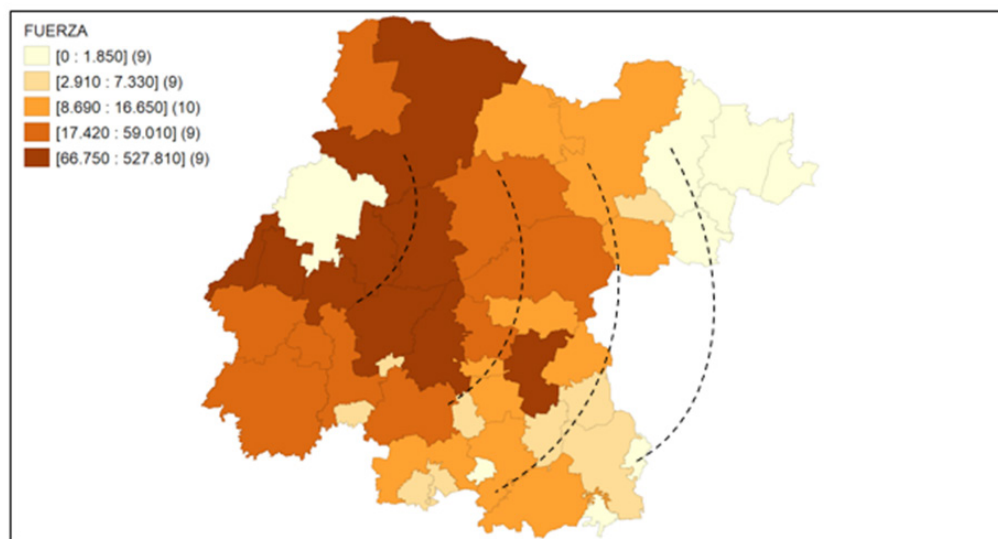 FUERZA
[0 : 1.850] (9)
[2.910 : 7.330] (9)
[8.690 : 16.650] (10)
[17.420 : 59.010] (9)
[66.750 : 527.810] (9)